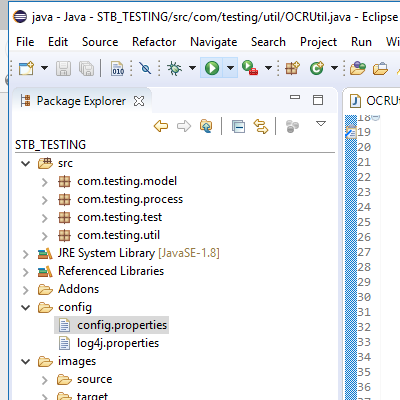 java - Java - STB_TESTING/src/com/testing/util/OCRUtil.java - Eclipse
File Edit Source Refactor Navigate Search Project Run Wi
010
Package Explorer
OCRUt
STB_TESTING
src
com.testing.model
com.testing.process
com.testing.test
com.testing.util
JRE System Library [JavaSE-1.8]
Referenced Libraries
Addons
config
config.properties
log4j.properties
images
source
target
18
19
20
21
22
23
24
25
26
27
28
29
30
31
32
33
34
35
36
37